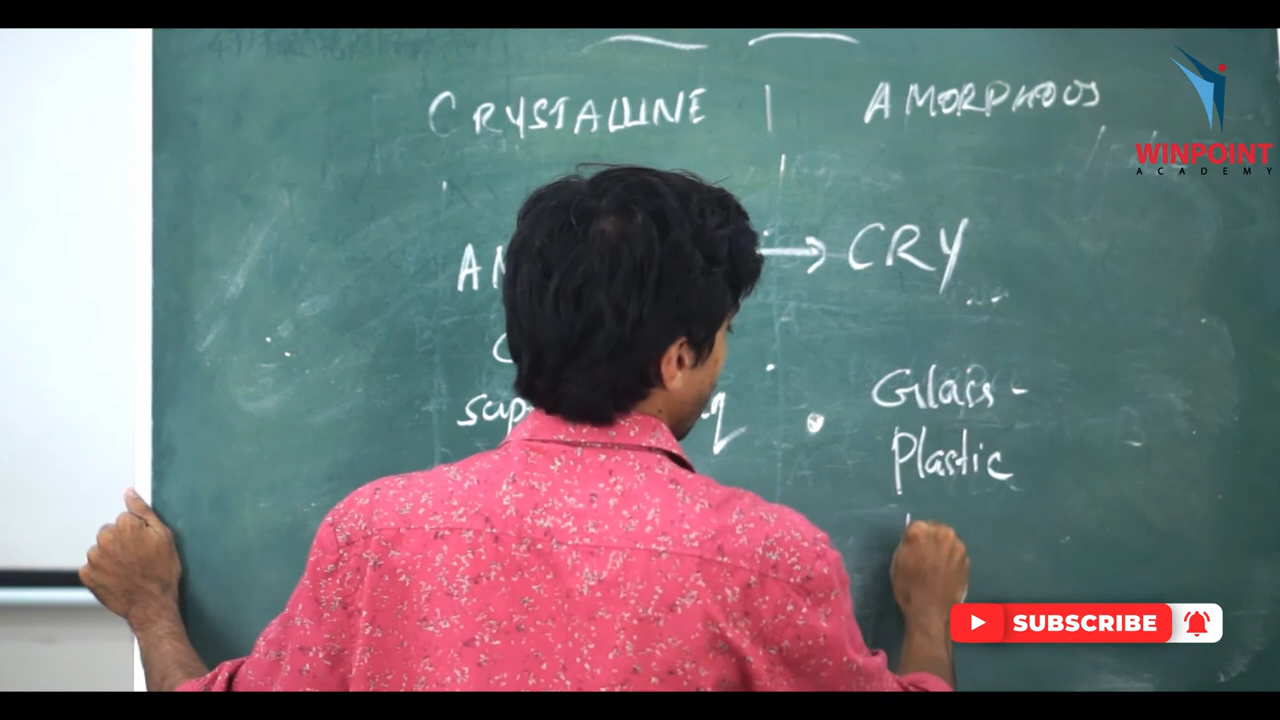 CRYSTALLINE | AMORPHOUS
WINPOINT
ACADEMY
→ CRY
Glass -
Plastic
SUBSCRIBE